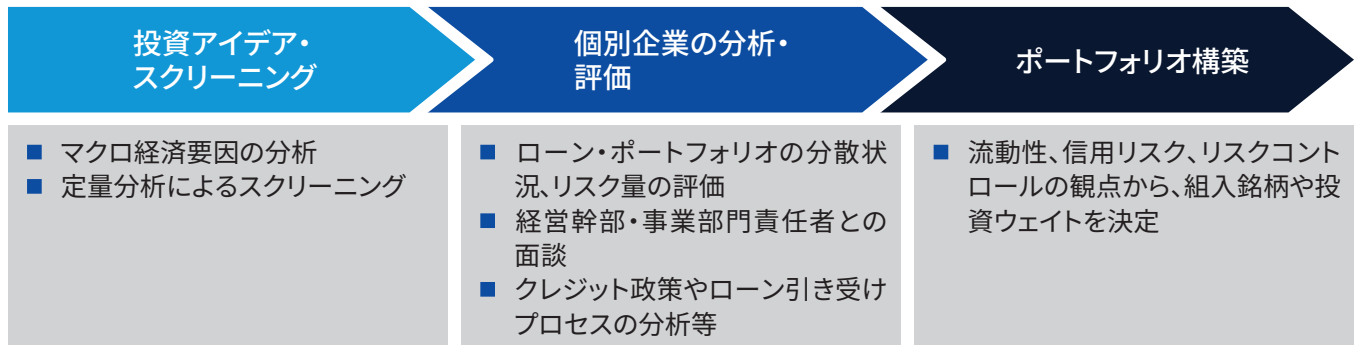 投資アイデア・
スクリーニング
個別企業の分析・
評価
ポートフォリオ構築
■ マクロ経済要因の分析
■ 定量分析によるスクリーニング
■ ローン・ポートフォリオの分散状
況、リスク量の評価
■ 経営幹部・事業部門責任者との
面談
■ クレジット政策やローン引き受け
プロセスの分析等
■ 流動性、信用リスク、リスクコント
ロールの観点から、組入銘柄や投
資ウェイトを決定